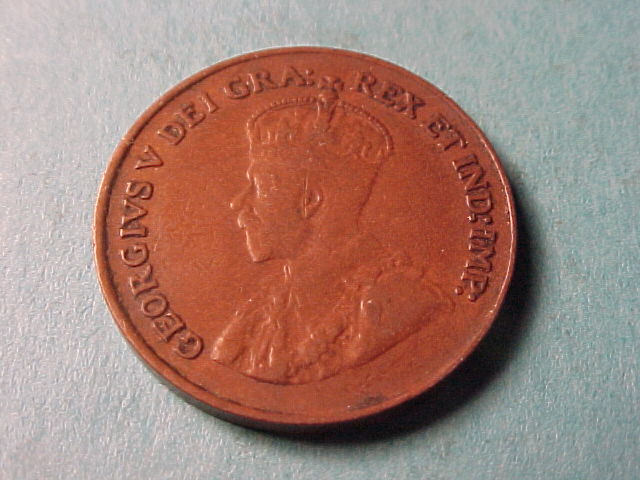 GEORGIVS V DEI GRA: REX ET IND: IMP: